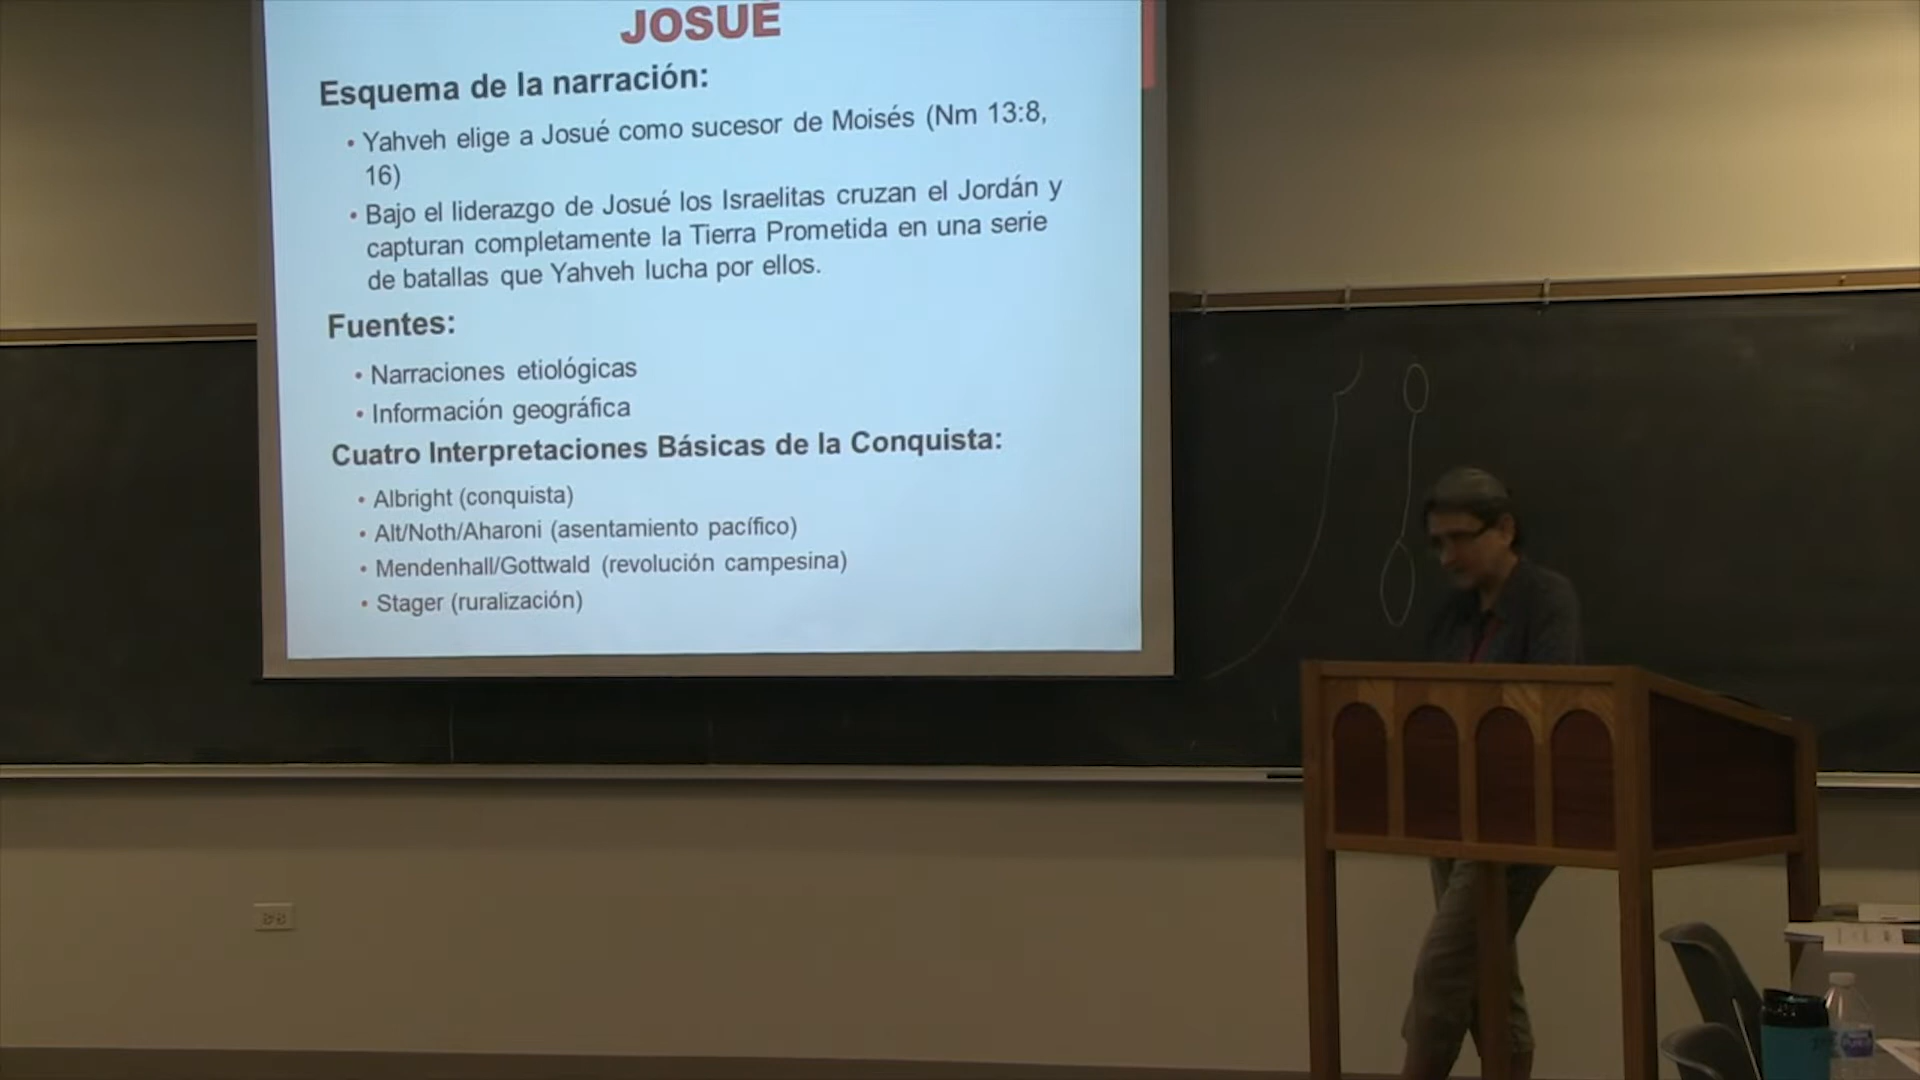 JOSUÉ
Esquema de la narración:
• Yahveh elige a Josué como sucesor de Moisés (Nm 13:8,
16)
• Bajo el liderazgo de Josué los Israelitas cruzan el Jordán y
capturan completamente la Tierra Prometida en una serie
de batallas que Yahveh lucha por ellos.
Fuentes:
• Narraciones etiológicas
• Información geográfica
Cuatro Interpretaciones Básicas de la Conquista:
• Albright (conquista)
• Alt/Noth/Aharoni (asentamiento pacífico)
• Mendenhall/Gottwald (revolución campesina)
• Stager (ruralización)